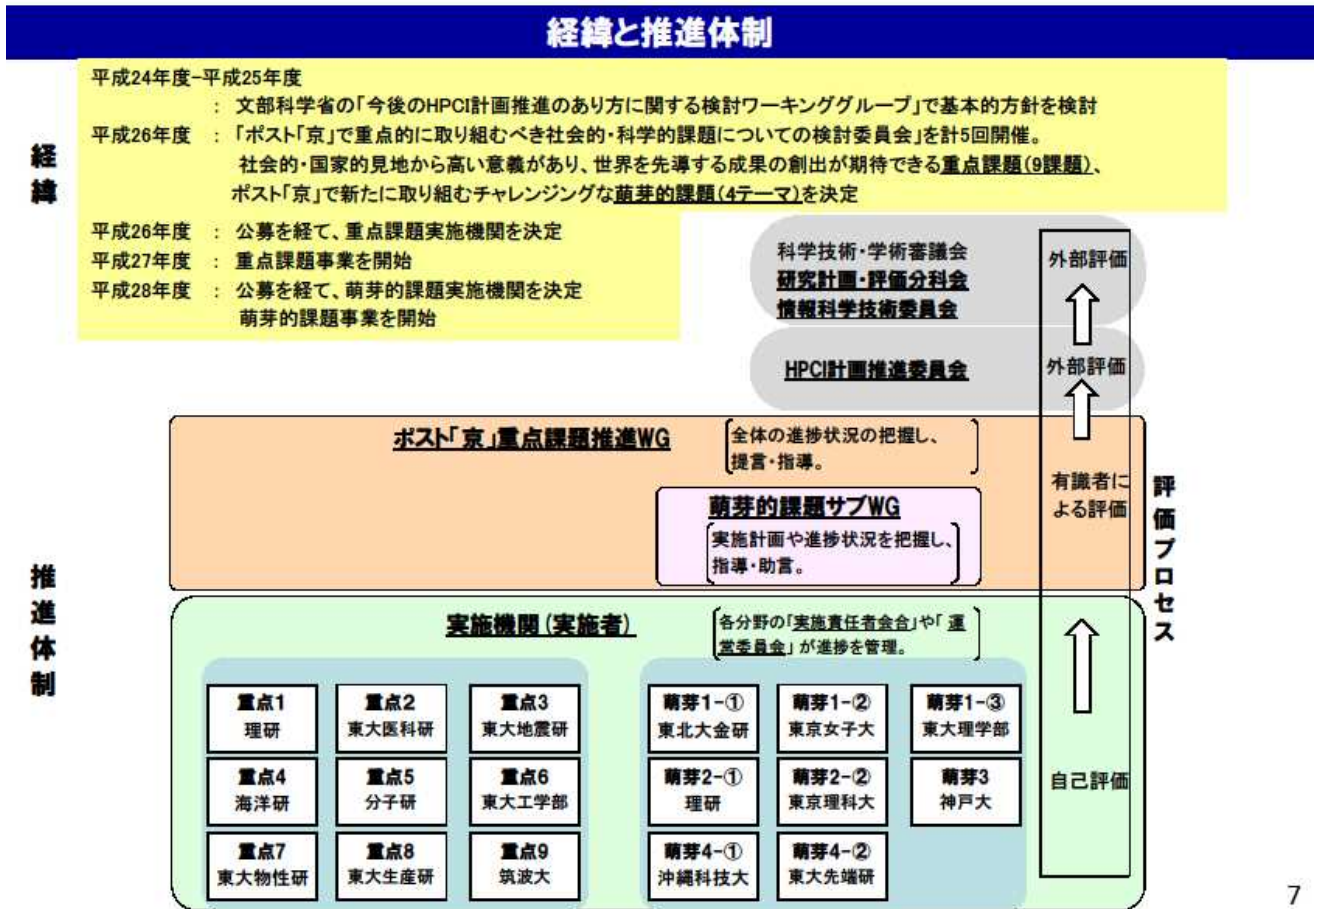 経緯と推進体制
経緯
平成24年度-平成25年度
： 文部科学省の「今後のHPCI計画推進のあり方に関する検討ワーキンググループ」で基本的方針を検討
平成26年度 ： 「ポスト「京」で重点的に取り組むべき社会的・科学的課題についての検討委員会」を計5回開催。
社会的・国家的見地から高い意義があり、世界を先導する成果の創出が期待できる重点課題(9課題)、
ポスト「京」で新たに取り組むチャレンジングな萌芽的課題(4テーマ)を決定
平成26年度 ： 公募を経て、重点課題実施機関を決定
平成27年度 ： 重点課題事業を開始
平成28年度 ： 公募を経て、萌芽的課題実施機関を決定
萌芽的課題事業を開始
科学技術・学術審議会
研究計画・評価分科会
情報科学技術委員会
外部評価
HPCI計画推進委員会
外部評価
推進体制
ポスト「京」重点課題推進WG
全体の進捗状況の把握し、
提言・指導。
萌芽的課題サブWG
実施計画や進捗状況を把握し、
指導・助言。
有識者に
よる評価
評価プロセス
実施機関(実施者)
各分野の「実施責任者会合」や「 運
営委員会」が進捗を管理。
重点1
理研
重点2
東大医科研
重点3
東大地震研
重点4
海洋研
重点5
分子研
重点6
東大工学部
重点7
東大物性研
重点8
東大生産研
重点9
筑波大
萌芽1-①
東北大金研
萌芽1-②
東京女子大
萌芽1-③
東大理学部
萌芽2-①
理研
萌芽2-②
東京理科大
萌芽3
神戸大
萌芽4-①
沖縄科技大
萌芽4-②
東大先端研
自己評価
7